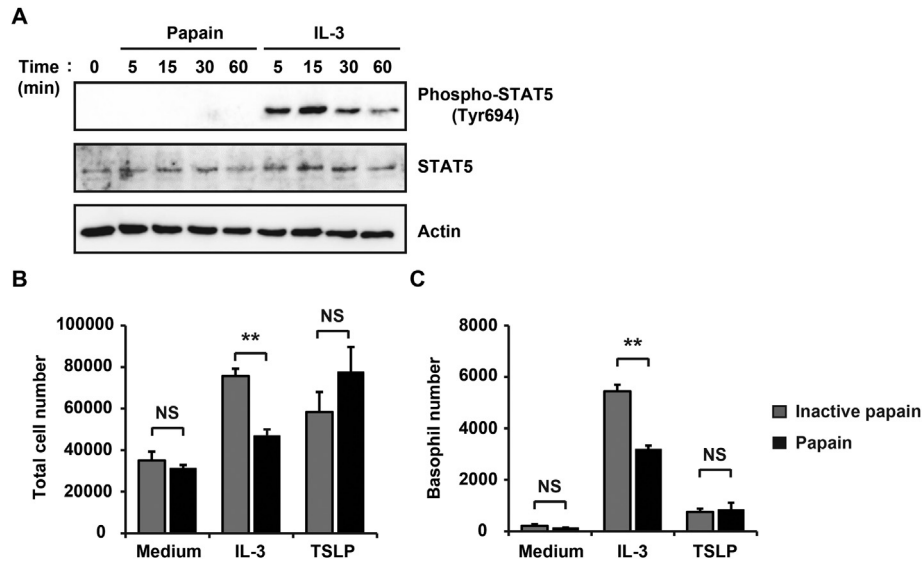 A
Papain IL-3
Time : 0 5 15 30 60 5 15 30 60
(min)
Phospho-STAT5
(Tyr694)
STAT5
Actin
B
Total cell number
100000
80000
60000
40000
20000
0
NS
**
NS
Medium IL-3 TSLP
C
Basophil number
8000
6000
4000
2000
0
NS
**
NS
Medium IL-3 TSLP
Inactive papain
Papain